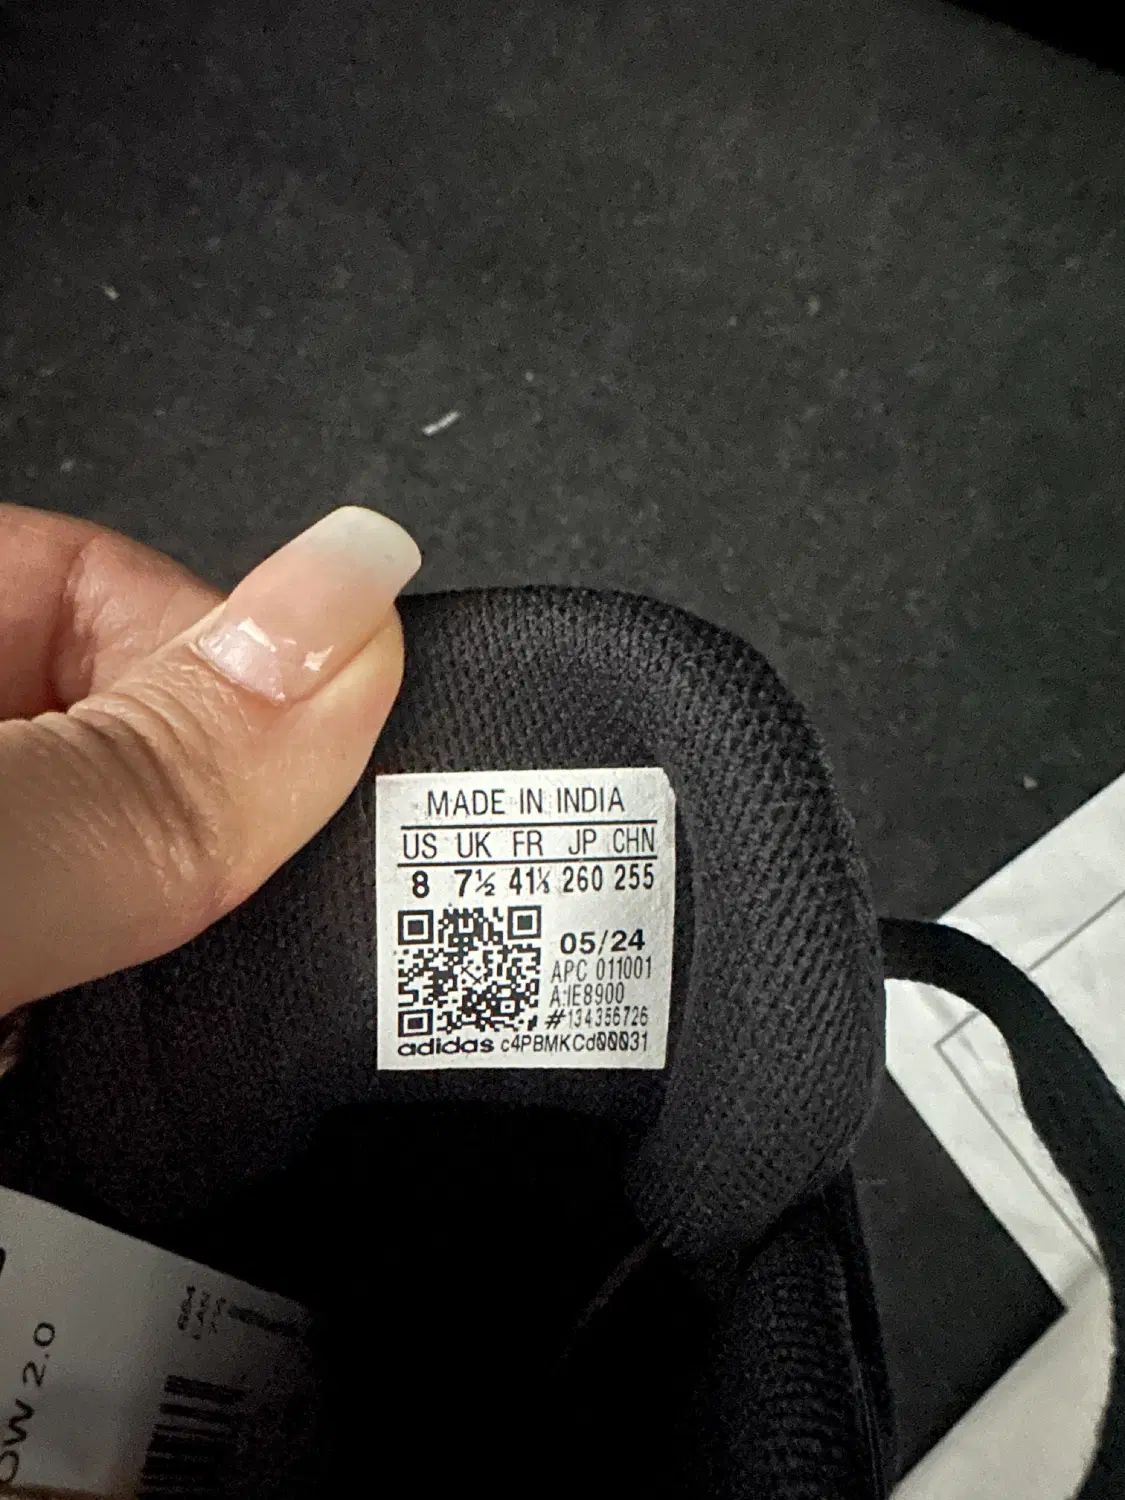 MADE IN INDIA
US UK FR JP CHN
8 7½ 41⅓ 260 255
05/24
APC 011001
A:IE8900
#134356726
adidas c4PBMKCd00031
OW 2.0